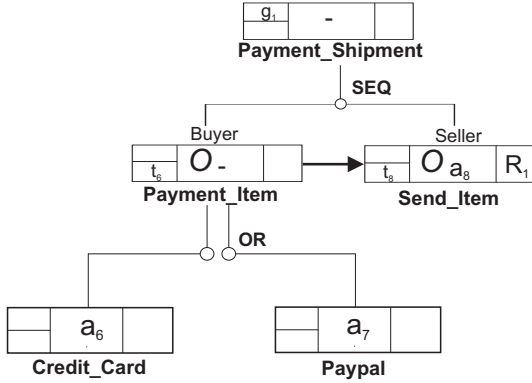 g₁ -
Payment_Shipment
SEQ
Buyer
Seller
t₆ O -
t₈ O a₈ R₁
Payment_Item
Send_Item
OR
a₆
a₇
Credit_Card
Paypal